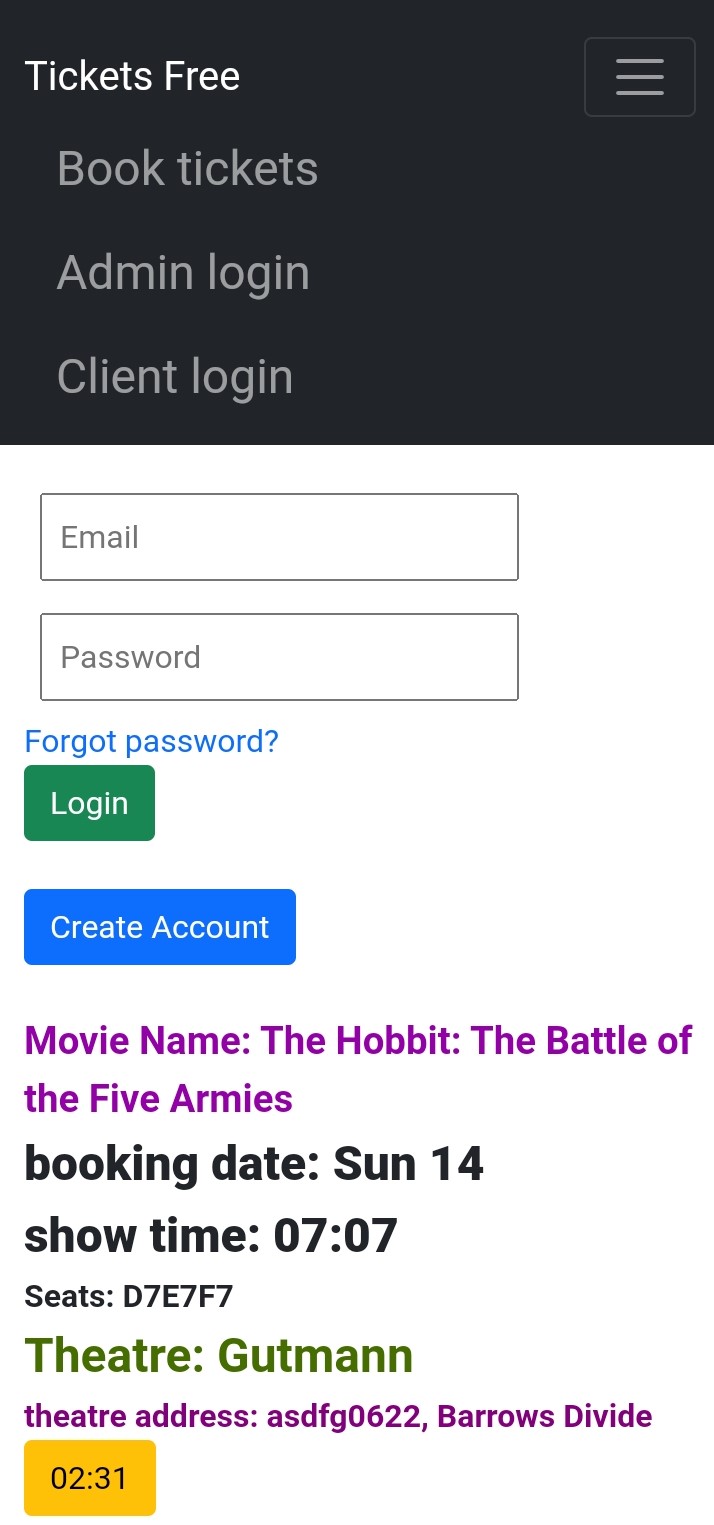 Tickets Free
Book tickets
Admin login
Client login
Email
Password
Forgot password?
Login
Create Account
Movie Name: The Hobbit: The Battle of
the Five Armies
booking date: Sun 14
show time: 07:07
Seats: D7E7F7
Theatre: Gutmann
theatre address: asdfg0622, Barrows Divide
02:31